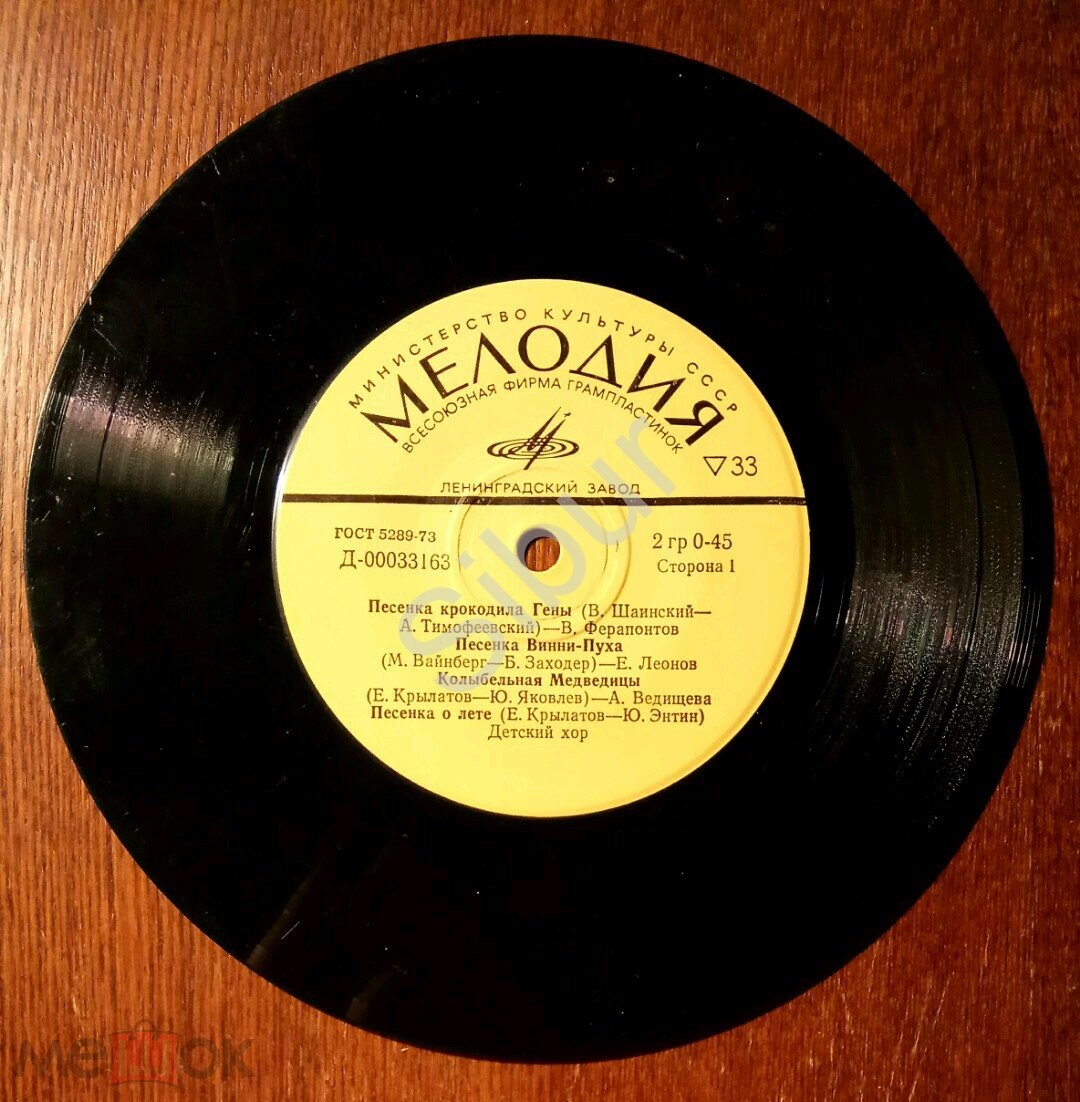 МИНИСТЕРСТВО КУЛЬТУРЫ СССР
МЕЛОДИЯ
ВСЕСОЮЗНАЯ ФИРМА ГРАМПЛАСТИНОК
▽33
ЛЕНИНГРАДСКИЙ ЗАВОД
ГОСТ 5289-73
Д-00033163
2 гр 0-45
Сторона 1
Песенка крокодила Гены (В. Шаинский—
А. Тимофеевский)—В. Ферапонтов
Песенка Винни-Пуха
(М. Вайнберг—Б. Заходер)—Е. Леонов
Колыбельная Медведицы
(Е. Крылатов—Ю. Яковлев)—А. Ведищева
Песенка о лете (Е. Крылатов—Ю. Энтин)
Детский хор
Sjbur
мешок